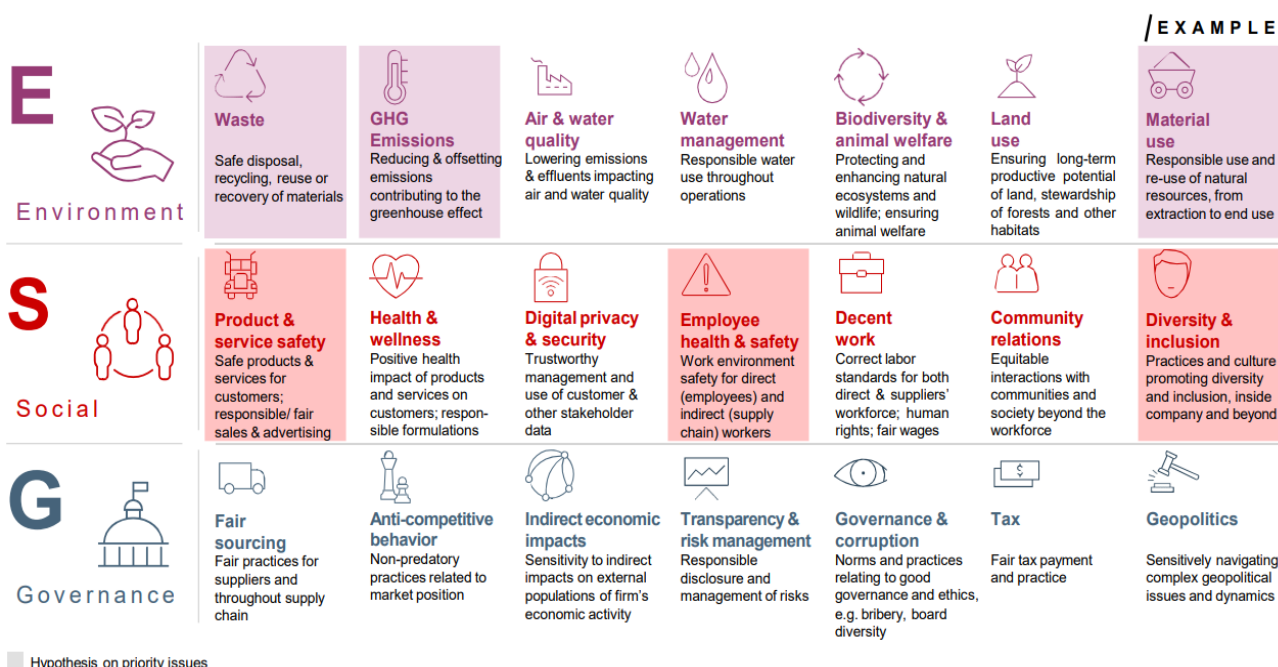 /EXAMPLE
E
Environment
Waste
Safe disposal,
recycling, reuse or
recovery of materials
GHG
Emissions
Reducing & offsetting
emissions
contributing to the
greenhouse effect
Air & water
quality
Lowering emissions
& effluents impacting
air and water quality
Water
management
Responsible water
use throughout
operations
Biodiversity &
animal welfare
Protecting and
enhancing natural
ecosystems and
wildlife; ensuring
animal welfare
Land
use
Ensuring long-term
productive potential
of land, stewardship
of forests and other
habitats
Material
use
Responsible use and
re-use of natural
resources, from
extraction to end use
S
Social
Product &
service safety
Safe products &
services for
customers;
responsible/ fair
sales & advertising
Health &
wellness
Positive health
impact of products
and services on
customers; respon-
sible formulations
Digital privacy
& security
Trustworthy
management and
use of customer &
other stakeholder
data
Employee
health & safety
Work environment
safety for direct
(employees) and
indirect (supply
chain) workers
Decent
work
Correct labor
standards for both
direct & suppliers'
workforce; human
rights; fair wages
Community
relations
Equitable
interactions with
communities and
society beyond the
workforce
Diversity &
inclusion
Practices and culture
promoting diversity
and inclusion, inside
company and beyond
G
Governance
Fair
sourcing
Fair practices for
suppliers and
throughout supply
chain
Anti-competitive
behavior
Non-predatory
practices related to
market position
Indirect economic
impacts
Sensitivity to indirect
impacts on external
populations of firm's
economic activity
Transparency &
risk management
Responsible
disclosure and
management of risks
Governance &
corruption
Norms and practices
relating to good
governance and ethics,
e.g. bribery, board
diversity
Tax
$
Fair tax payment
and practice
Geopolitics
Sensitively navigating
complex geopolitical
issues and dynamics
Hypothesis on priority issues